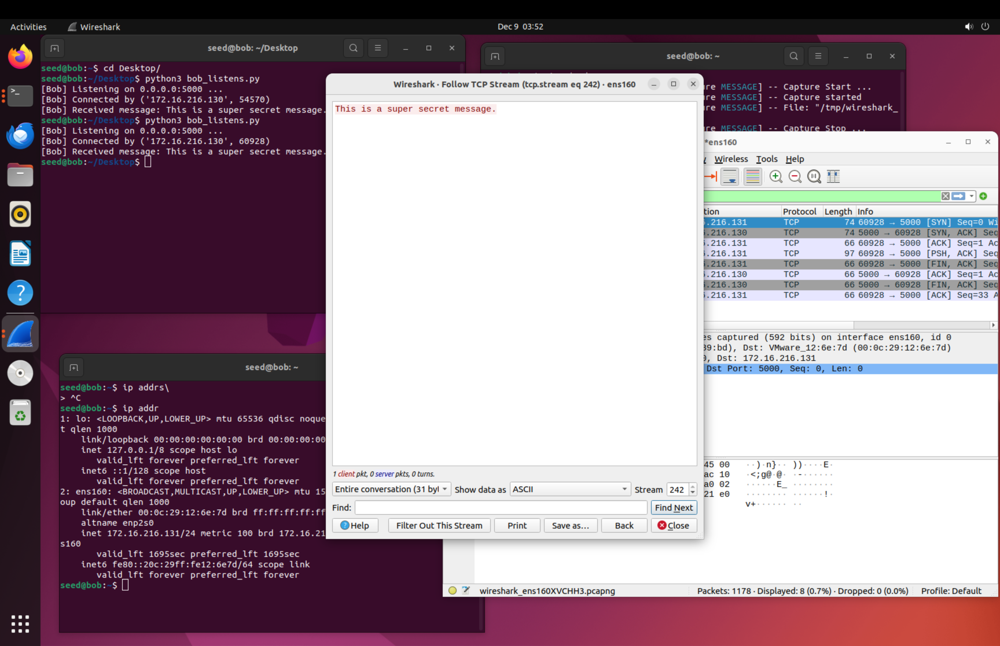 Activities
Wireshark
Dec 9 03:52
seed@bob: ~/Desktop
seed@bob:~$ cd Desktop/
seed@bob:~/Desktop$ python3 bob_listens.py
[Bob] Listening on 0.0.0.0:5000 ...
[Bob] Connected by ('172.16.216.130', 54570)
[Bob] Received message: This is a super secret message.
seed@bob:~/Desktop$ python3 bob_listens.py
[Bob] Listening on 0.0.0.0:5000 ...
[Bob] Connected by ('172.16.216.130', 60928)
[Bob] Received message: This is a super secret message.
seed@bob:~/Desktop$
seed@bob: ~
re MESSAGE] -- Capture Start ...
re MESSAGE] -- Capture started
re MESSAGE] -- File: "/tmp/wireshark_
re MESSAGE] -- Capture Stop ...
Wireshark · Follow TCP Stream (tcp.stream eq 242) · ens160
This is a super secret message.
1 client pkt, 0 server pkts, 0 turns.
Entire conversation (31 by
Show data as
ASCII
Stream
242
Find:
Find Next
Help
Filter Out This Stream
Print
Save as...
Back
Close
*ens160
Wireless Tools Help
tion Protocol Length Info
.216.131 TCP 74 60928 → 5000 [SYN] Seq=0 Wi
.216.130 TCP 74 5000 → 60928 [SYN, ACK] Seq
.216.131 TCP 66 60928 → 5000 [ACK] Seq=1 Ac
.216.131 TCP 97 60928 → 5000 [PSH, ACK] Seq
.216.131 TCP 66 60928 → 5000 [FIN, ACK] Seq
.216.130 TCP 66 5000 → 60928 [ACK] Seq=1 Ac
.216.130 TCP 66 5000 → 60928 [FIN, ACK] Seq
.216.131 TCP 66 60928 → 5000 [ACK] Seq=33 A
es captured (592 bits) on interface ens160, id 0
39:bd), Dst: VMware_12:6e:7d (00:0c:29:12:6e:7d)
, Dst: 172.16.216.131
Dst Port: 5000, Seq: 0, Len: 0
45 00 ··)·n}·· ))····E·
ac 10 ·<;g@·@· ·-······
a0 02 ······E_ ········
21 e0 ········ ······!·
v+······ ··
wireshark_ens160XVCHH3.pcapng
Packets: 1178 · Displayed: 8 (0.7%) · Dropped: 0 (0.0%)
Profile: Default
seed@bob: ~
seed@bob:~$ ip addrs\
> ^C
seed@bob:~$ ip addr
1: lo: <LOOPBACK,UP,LOWER_UP> mtu 65536 qdisc noque
t qlen 1000
link/loopback 00:00:00:00:00:00 brd 00:00:00:00
inet 127.0.0.1/8 scope host lo
valid_lft forever preferred_lft forever
inet6 ::1/128 scope host
valid_lft forever preferred_lft forever
2: ens160: <BROADCAST,MULTICAST,UP,LOWER_UP> mtu 15
oup default qlen 1000
link/ether 00:0c:29:12:6e:7d brd ff:ff:ff:ff:ff
altname enp2s0
inet 172.16.216.131/24 metric 100 brd 172.16.21
s160
valid_lft 1695sec preferred_lft 1695sec
inet6 fe80::20c:29ff:fe12:6e7d/64 scope link
valid_lft forever preferred_lft forever
seed@bob:~$